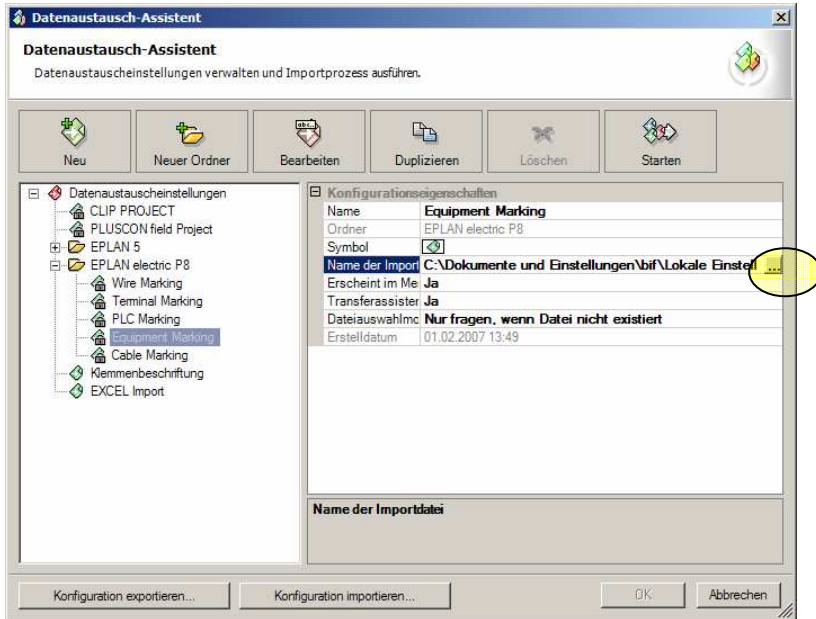 Datenaustausch-Assistent
Datenaustausch-Assistent
Datenaustauscheinstellungen verwalten und Importprozess ausführen.
Neu
Neuer Ordner
Bearbeiten
Duplizieren
Löschen
Starten
Datenaustauscheinstellungen
CLIP PROJECT
PLUSCON field Project
EPLAN 5
EPLAN electric P8
Wire Marking
Terminal Marking
PLC Marking
Equipment Marking
Cable Marking
Klemmenbeschriftung
EXCEL Import
Konfigurationseigenschaften
Name Equipment Marking
Ordner EPLAN electric P8
Symbol
Name der Import C:\Dokumente und Einstellungen\bif\Lokale Einstell ...
Erscheint im Me Ja
Transferassister Ja
Dateiauswahlmo Nur fragen, wenn Datei nicht existiert
Erstelldatum 01.02.2007 13:49
Name der Importdatei
Konfiguration exportieren...
Konfiguration importieren...
OK
Abbrechen